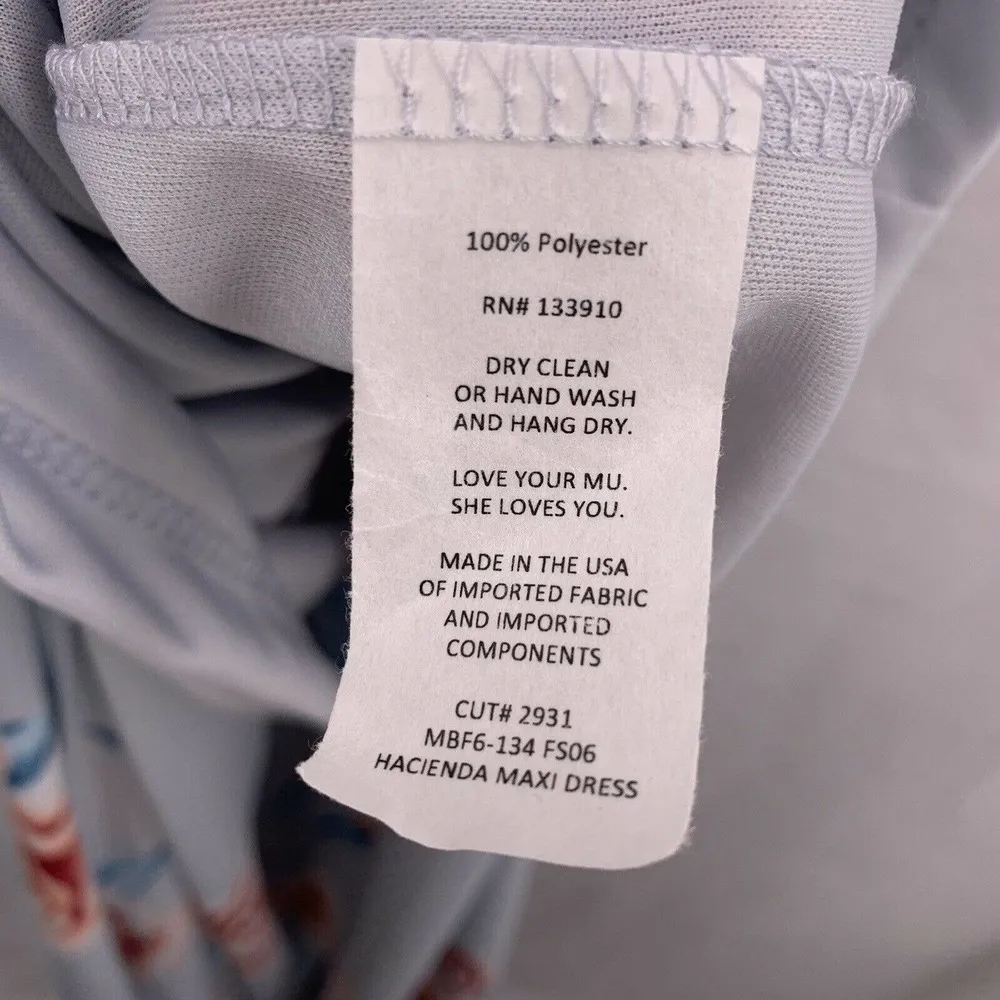 100% Polyester
RN# 133910
DRY CLEAN
OR HAND WASH
AND HANG DRY.
LOVE YOUR MU.
SHE LOVES YOU.
MADE IN THE USA
OF IMPORTED FABRIC
AND IMPORTED
COMPONENTS
CUT# 2931
MBF6-134 FS06
HACIENDA MAXI DRESS